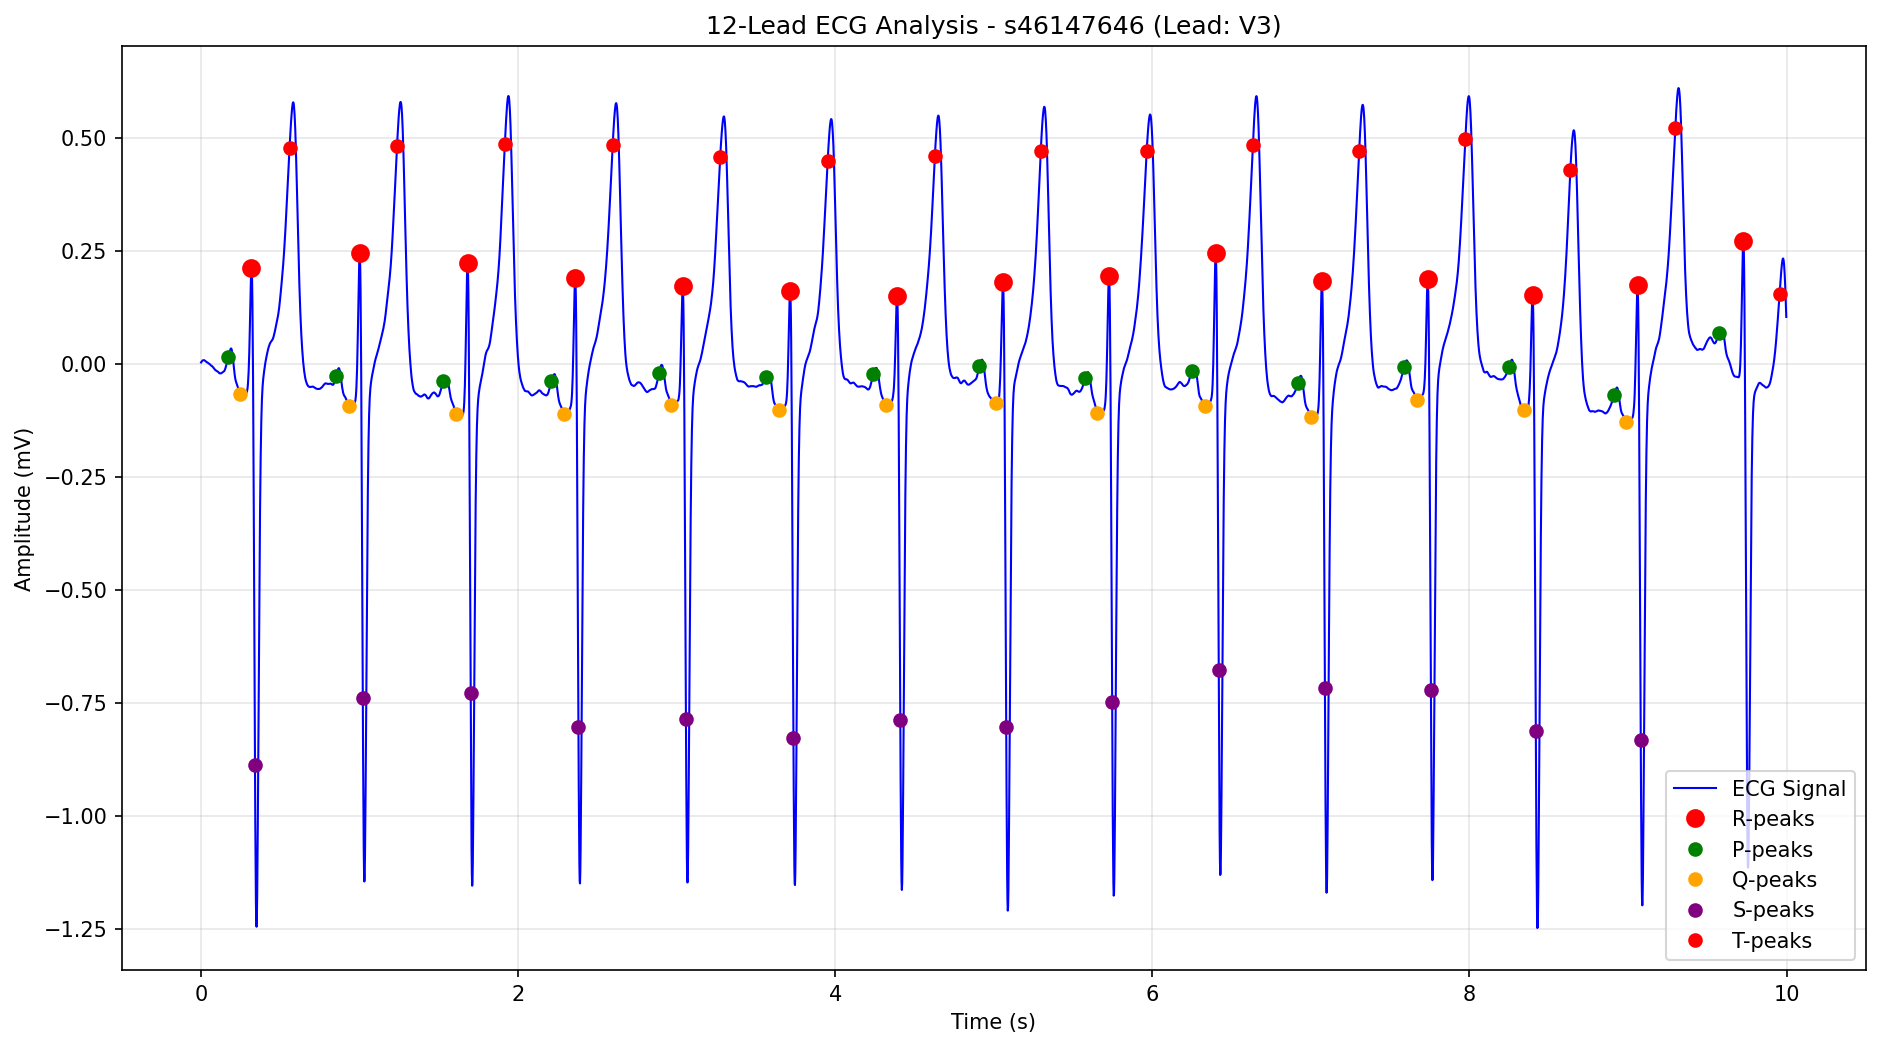 12-Lead ECG Analysis - s46147646 (Lead: V3)
Amplitude (mV)
0.50
0.25
0.00
−0.25
−0.50
−0.75
−1.00
−1.25
ECG Signal
R-peaks
P-peaks
Q-peaks
S-peaks
T-peaks
0 2 4 6 8 10
Time (s)